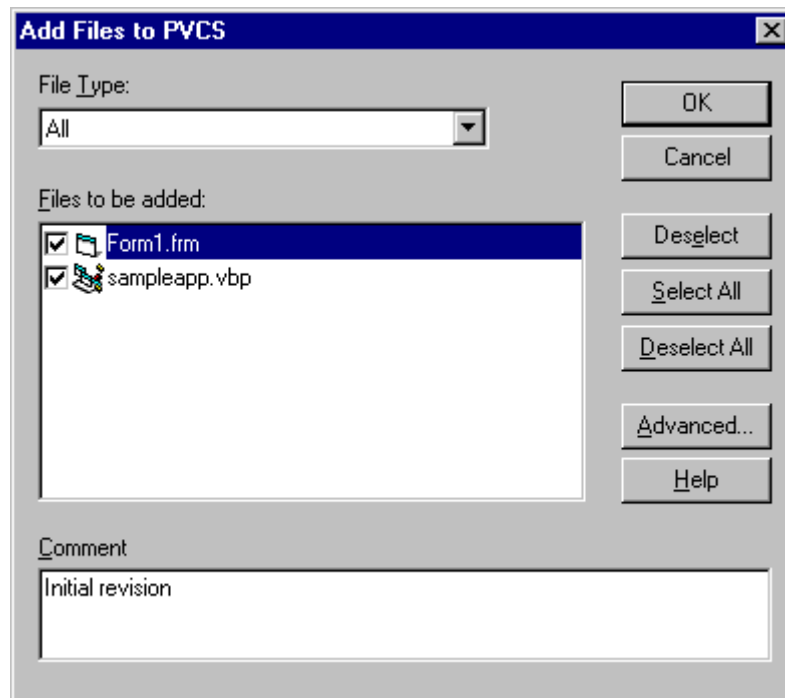 Add Files to PVCS
File Type:
All
OK
Cancel
Files to be added:
Form1.frm
sampleapp.vbp
Deselect
Select All
Deselect All
Advanced...
Help
Comment
Initial revision